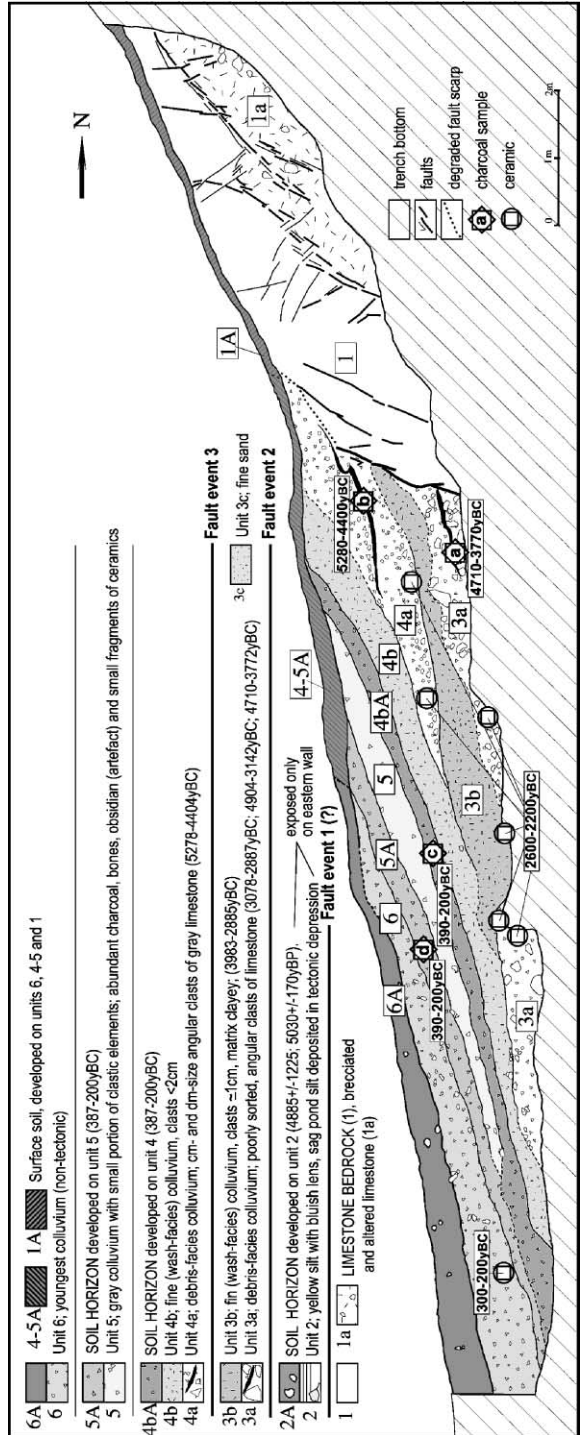 6A 4-5A 1A Surface soil, developed on units 6, 4-5 and 1
6 Unit 6; youngest colluvium (non-tectonic)
5A SOIL HORIZON developed on unit 5 (387-200yBC)
5 Unit 5; gray colluvium with small portion of clastic elements; abundant charcoal, bones, obsidian (artefact) and small fragments of ceramics
4bA SOIL HORIZON developed on unit 4 (387-200yBC)
4b Unit 4b; fine (wash-facies) colluvium, clasts <2cm
4a Unit 4a; debris-facies colluvium; cm- and dm-size angular clasts of gray limestone (5278-4404yBC)
Fault event 3
3b Unit 3b; fin (wash-facies) colluvium, clasts =1cm, matrix clayey; (3983-2885yBC)
3c Unit 3c; fine sand
3a Unit 3a; debris-facies colluvium; poorly sorted, angular clasts of limestone (3078-2887yBC; 4904-3142yBC; 4710-3772yBC)
Fault event 2
2A SOIL HORIZON developed on unit 2 (4885+/-1225; 5030+/-170yBP).
2 Unit 2; yellow silt with bluish lens, sag pond silt deposited in tectonic depression
exposed only
on eastern wall
Fault event 1 (?)
1 1a LIMESTONE BEDROCK (1), brecciated
and altered limestone (1a)
N
6A
6
5A
5
4bA
4b
4a
4-5A
1A
1
1a
3a
3b
3a
d
c
b
a
300-200yBC
390-200yBC
390-200yBC
2600-2200yBC
5280-4400yBC
4710-3770yBC
trench bottom
faults
degraded fault scarp
a charcoal sample
ceramic
0 1m 2m